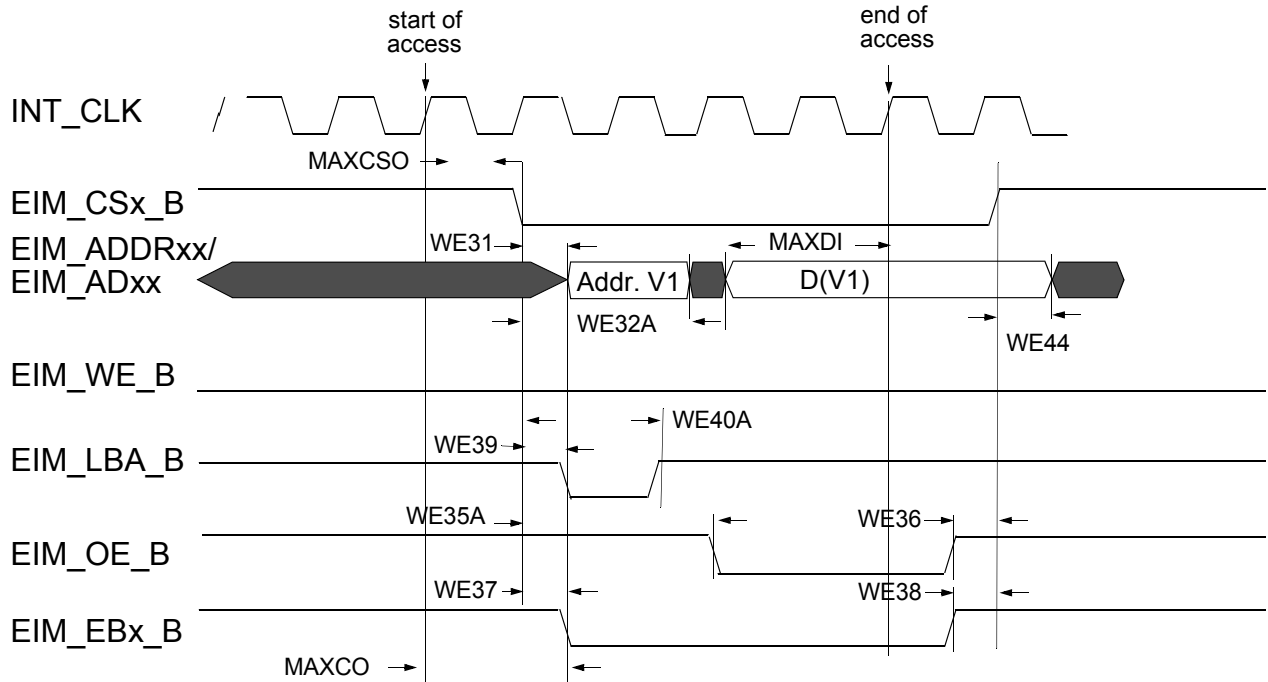 start of
access
end of
access
INT_CLK
MAXCSO
EIM_CSx_B
EIM_ADDRxx/
EIM_ADxx
WE31
MAXDI
Addr. V1
D(V1)
WE32A
WE44
EIM_WE_B
WE40A
WE39
EIM_LBA_B
WE35A
WE36
EIM_OE_B
WE37
WE38
EIM_EBx_B
MAXCO